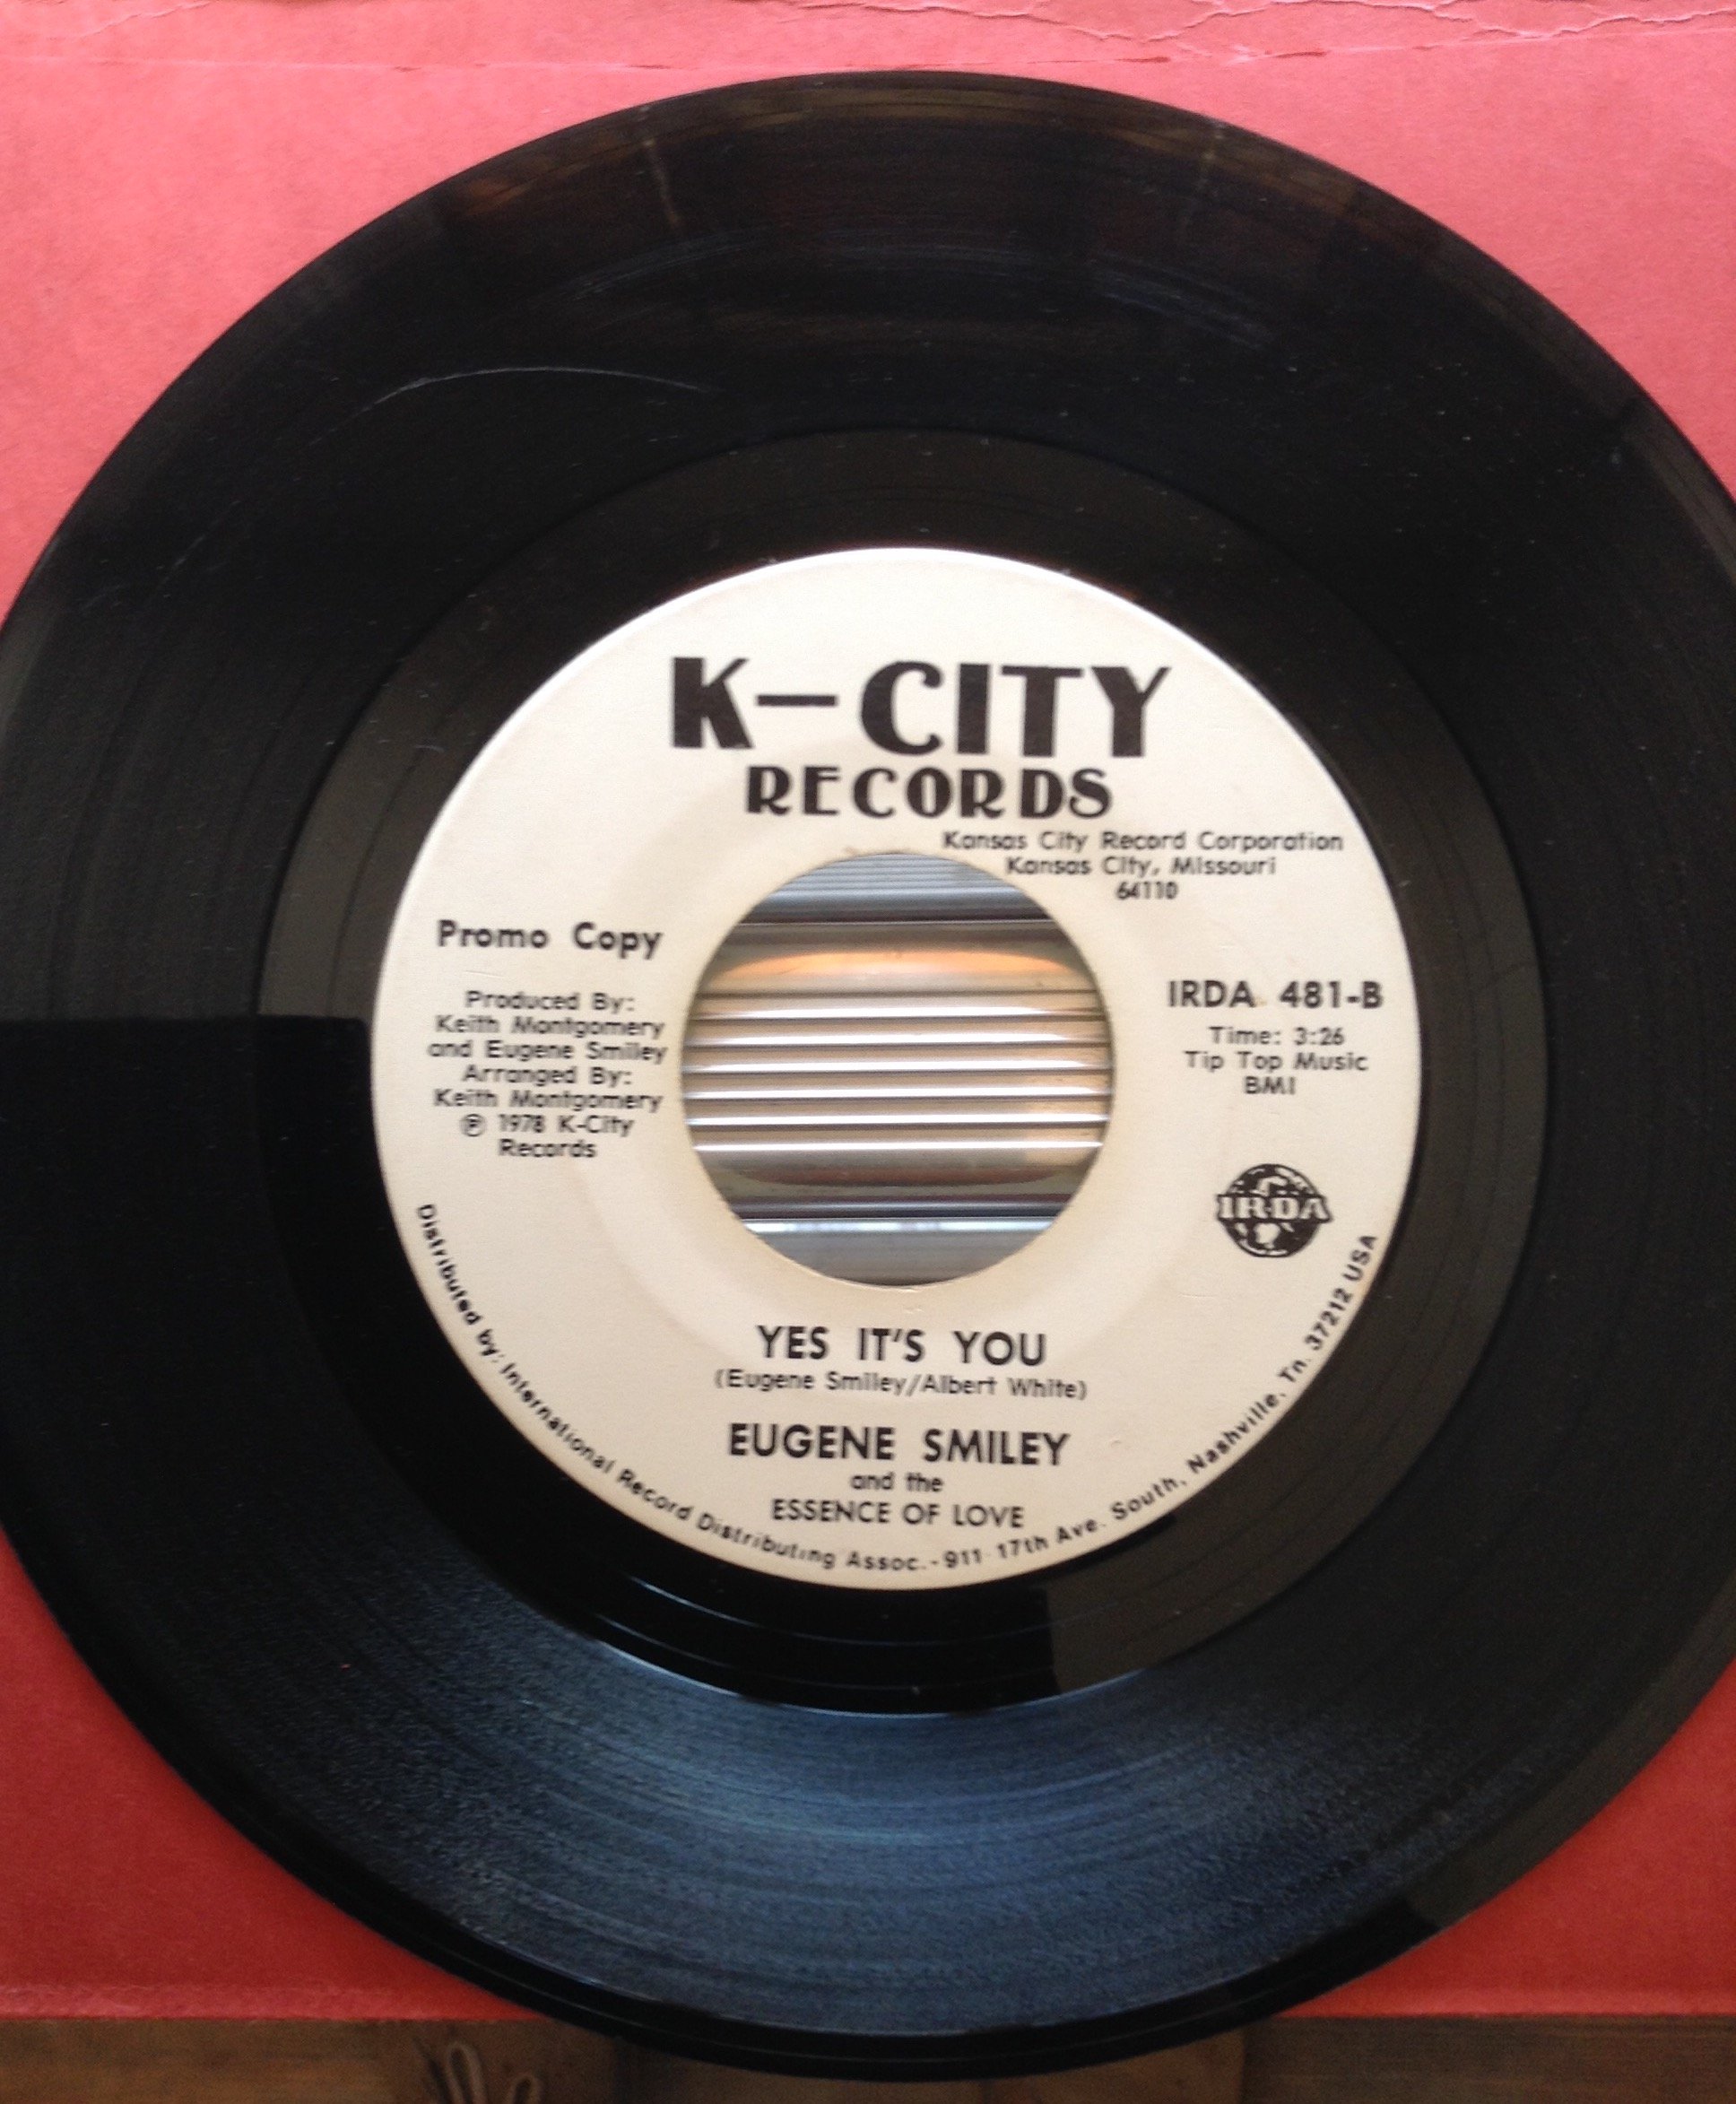 K-CITY
RECORDS
Kansas City Record Corporation
Kansas City, Missouri
64110
Promo Copy
Produced By:
Keith Montgomery
and Eugene Smiley
Arranged By:
Keith Montgomery
℗ 1978 K-City
Records
IRDA 481-B
Time: 3:26
Tip Top Music
BMI
IRDA
YES IT'S YOU
(Eugene Smiley/Albert White)
EUGENE SMILEY
and the
ESSENCE OF LOVE
Distributed by: International Record Distributing Assoc.-911 17th Ave. South, Nashville, Tn. 37212 USA